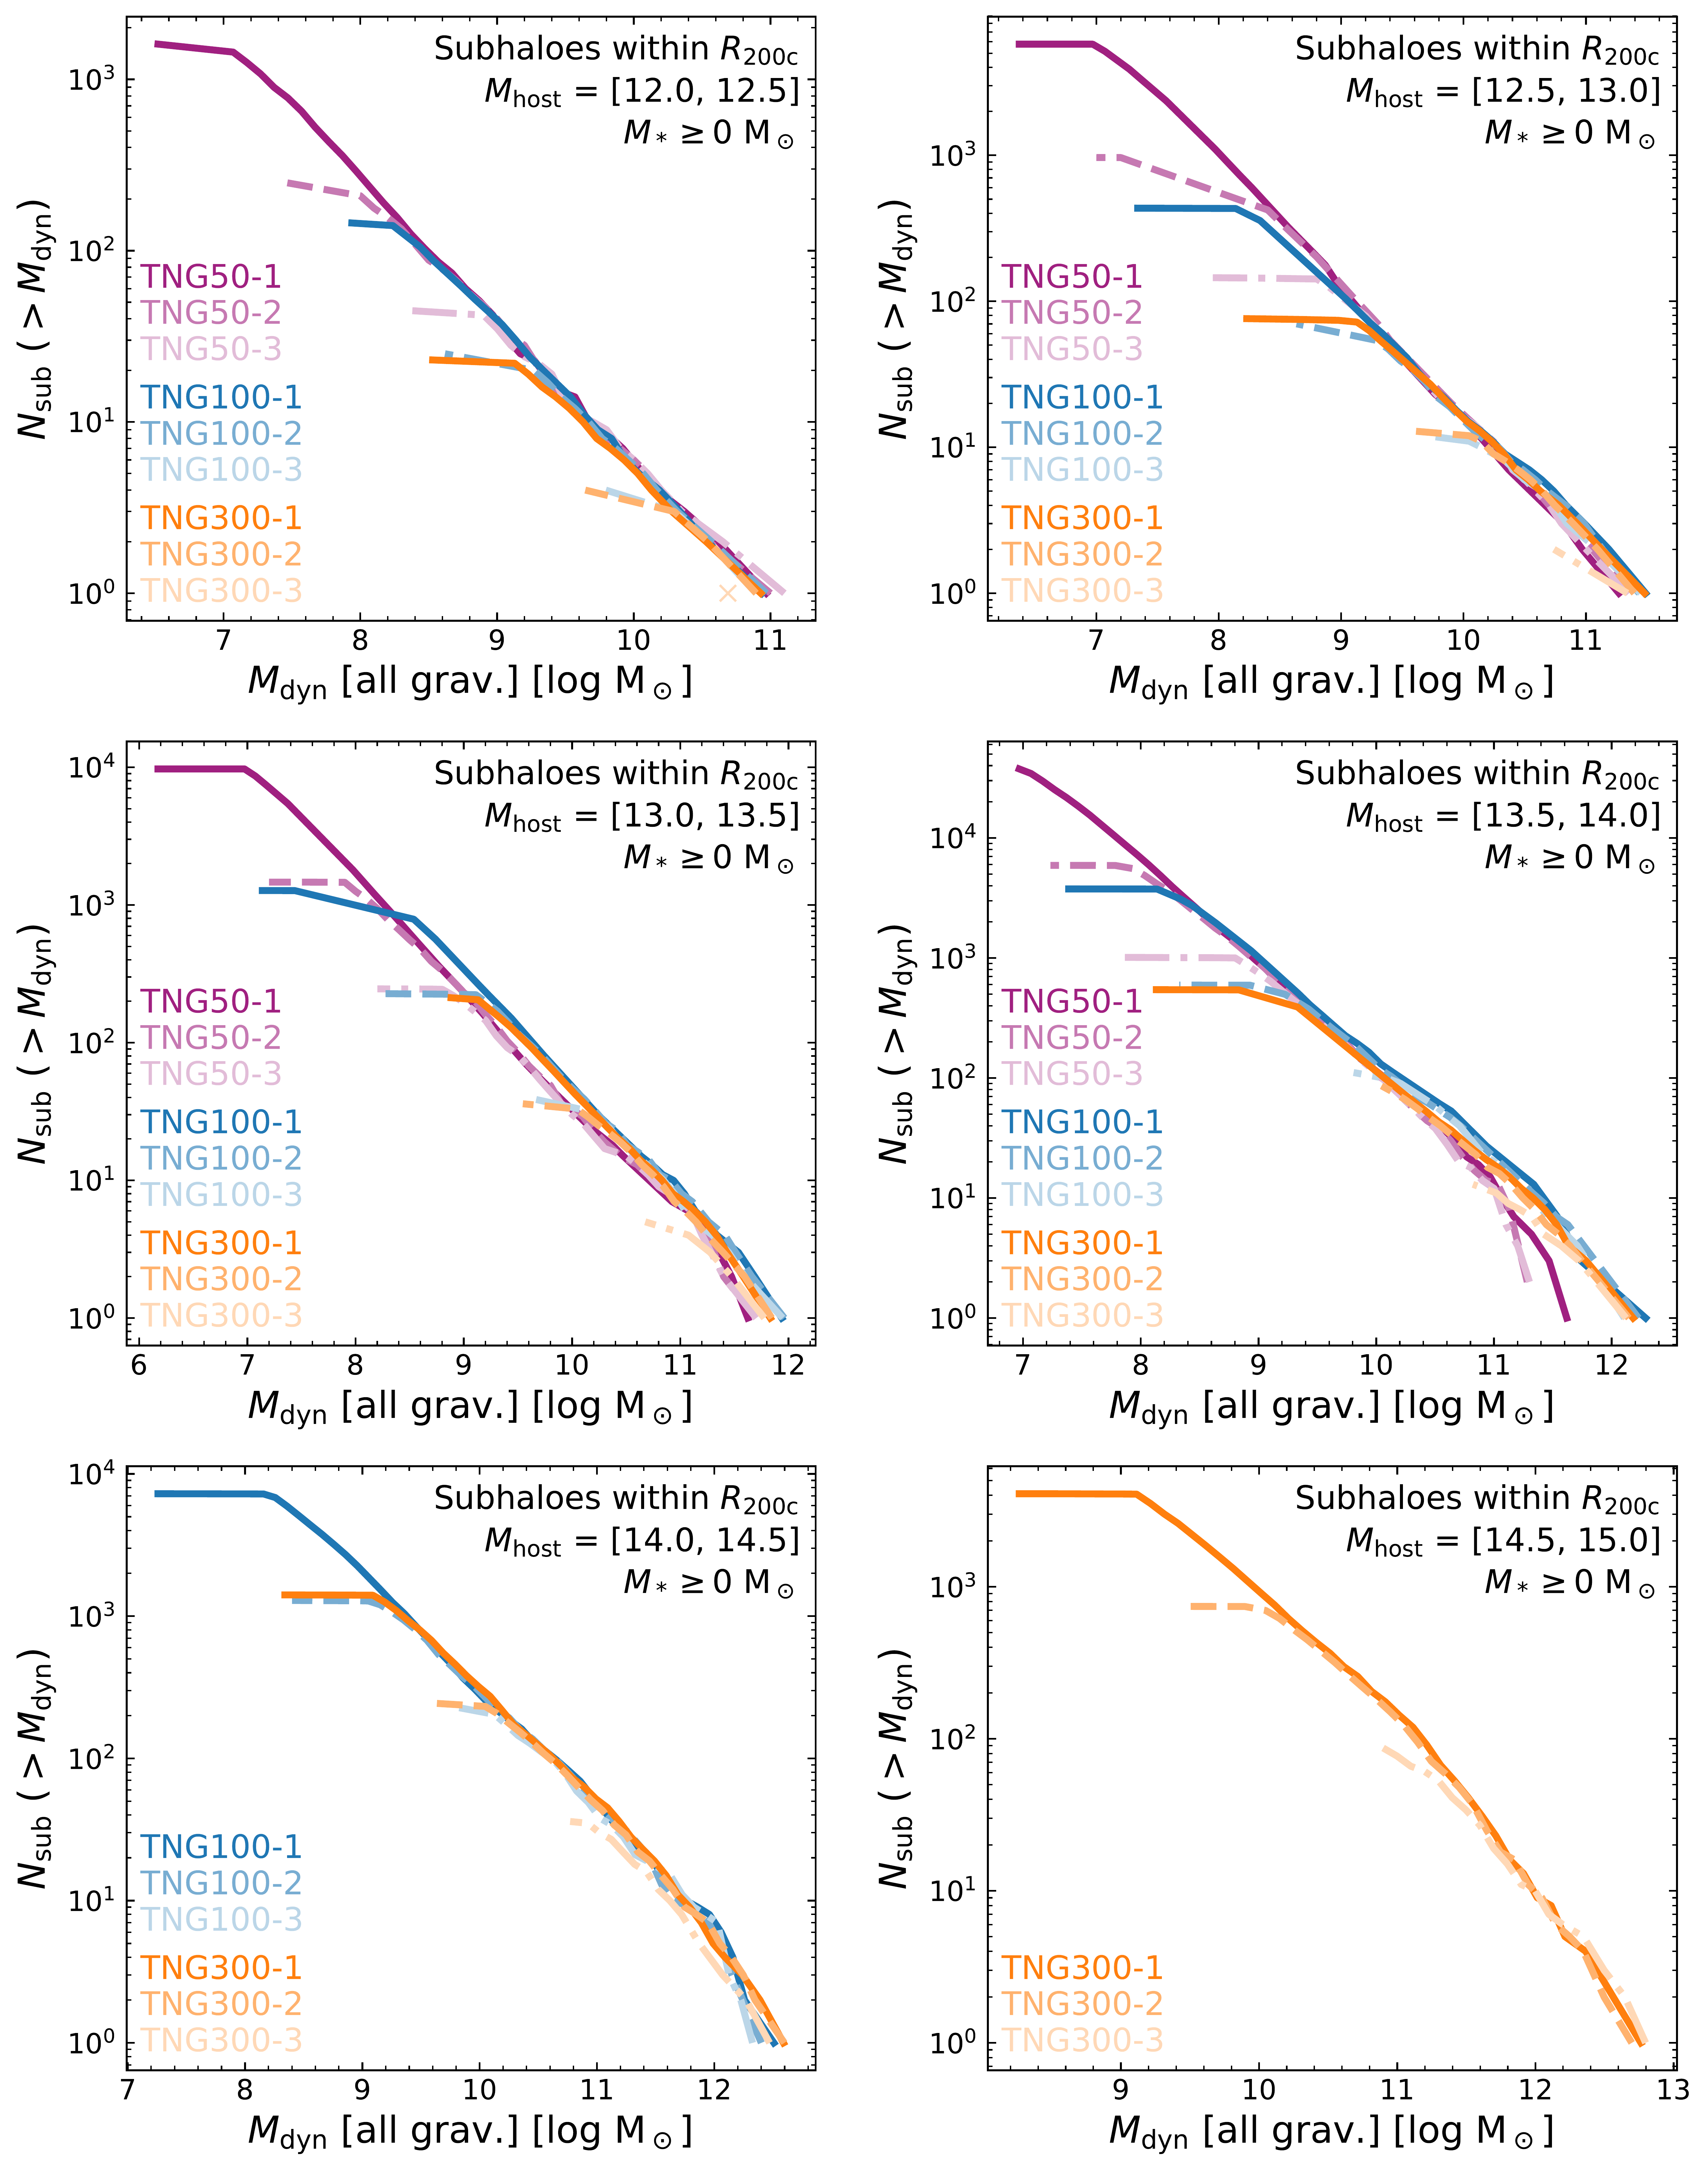 Subhaloes within R200c
Mhost = [12.0, 12.5]
M* ≥ 0 M⊙
TNG50-1
TNG50-2
TNG50-3
TNG100-1
TNG100-2
TNG100-3
TNG300-1
TNG300-2
TNG300-3
Nsub (> Mdyn)
10³
10²
10¹
10⁰
7 8 9 10 11
Mdyn [all grav.] [log M⊙]
Subhaloes within R200c
Mhost = [12.5, 13.0]
M* ≥ 0 M⊙
TNG50-1
TNG50-2
TNG50-3
TNG100-1
TNG100-2
TNG100-3
TNG300-1
TNG300-2
TNG300-3
Nsub (> Mdyn)
10³
10²
10¹
10⁰
7 8 9 10 11
Mdyn [all grav.] [log M⊙]
Subhaloes within R200c
Mhost = [13.0, 13.5]
M* ≥ 0 M⊙
TNG50-1
TNG50-2
TNG50-3
TNG100-1
TNG100-2
TNG100-3
TNG300-1
TNG300-2
TNG300-3
Nsub (> Mdyn)
10⁴
10³
10²
10¹
10⁰
6 7 8 9 10 11 12
Mdyn [all grav.] [log M⊙]
Subhaloes within R200c
Mhost = [13.5, 14.0]
M* ≥ 0 M⊙
TNG50-1
TNG50-2
TNG50-3
TNG100-1
TNG100-2
TNG100-3
TNG300-1
TNG300-2
TNG300-3
Nsub (> Mdyn)
10⁴
10³
10²
10¹
10⁰
7 8 9 10 11 12
Mdyn [all grav.] [log M⊙]
Subhaloes within R200c
Mhost = [14.0, 14.5]
M* ≥ 0 M⊙
TNG100-1
TNG100-2
TNG100-3
TNG300-1
TNG300-2
TNG300-3
Nsub (> Mdyn)
10⁴
10³
10²
10¹
10⁰
7 8 9 10 11 12
Mdyn [all grav.] [log M⊙]
Subhaloes within R200c
Mhost = [14.5, 15.0]
M* ≥ 0 M⊙
TNG300-1
TNG300-2
TNG300-3
Nsub (> Mdyn)
10³
10²
10¹
10⁰
9 10 11 12 13
Mdyn [all grav.] [log M⊙]